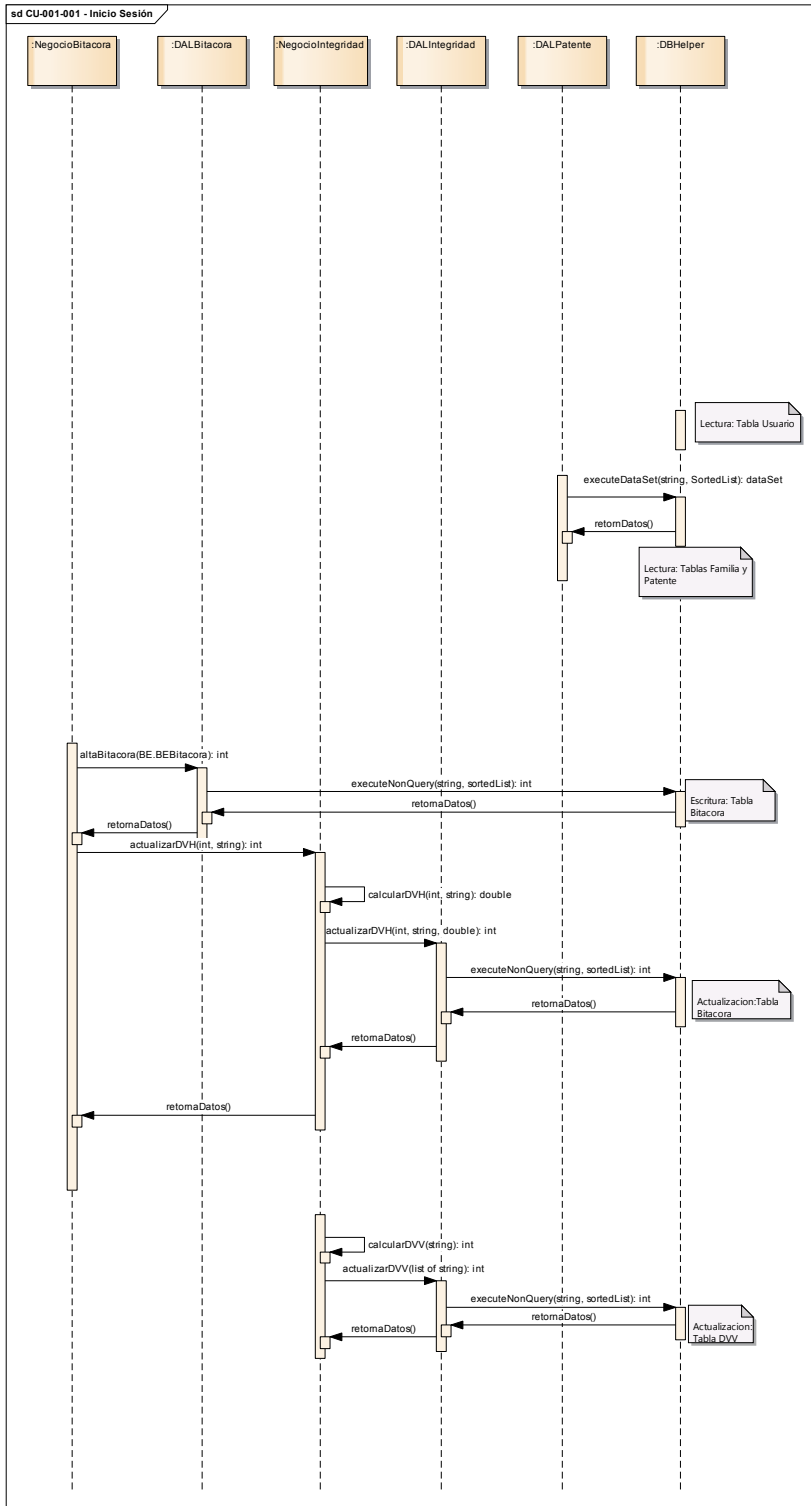 sd CU-001-001 - Inicio Sesión
:NegocioBitacora
:DALBitacora
:NegocioIntegridad
:DALIntegridad
:DALPatente
:DBHelper
Lectura: Tabla Usuario
executeDataSet(string, SortedList): dataSet
retornDatos()
Lectura: Tablas Familia y
Patente
altaBitacora(BE.BEBitacora): int
executeNonQuery(string, sortedList): int
Escritura: Tabla
Bitacora
retornaDatos()
retornaDatos()
actualizarDVH(int, string): int
calcularDVH(int, string): double
actualizarDVH(int, string, double): int
executeNonQuery(string, sortedList): int
Actualizacion:Tabla
Bitacora
retornaDatos()
retornaDatos()
retornaDatos()
calcularDVV(string): int
actualizarDVV(list of string): int
executeNonQuery(string, sortedList): int
retornaDatos()
Actualizacion:
Tabla DVV
retornaDatos()